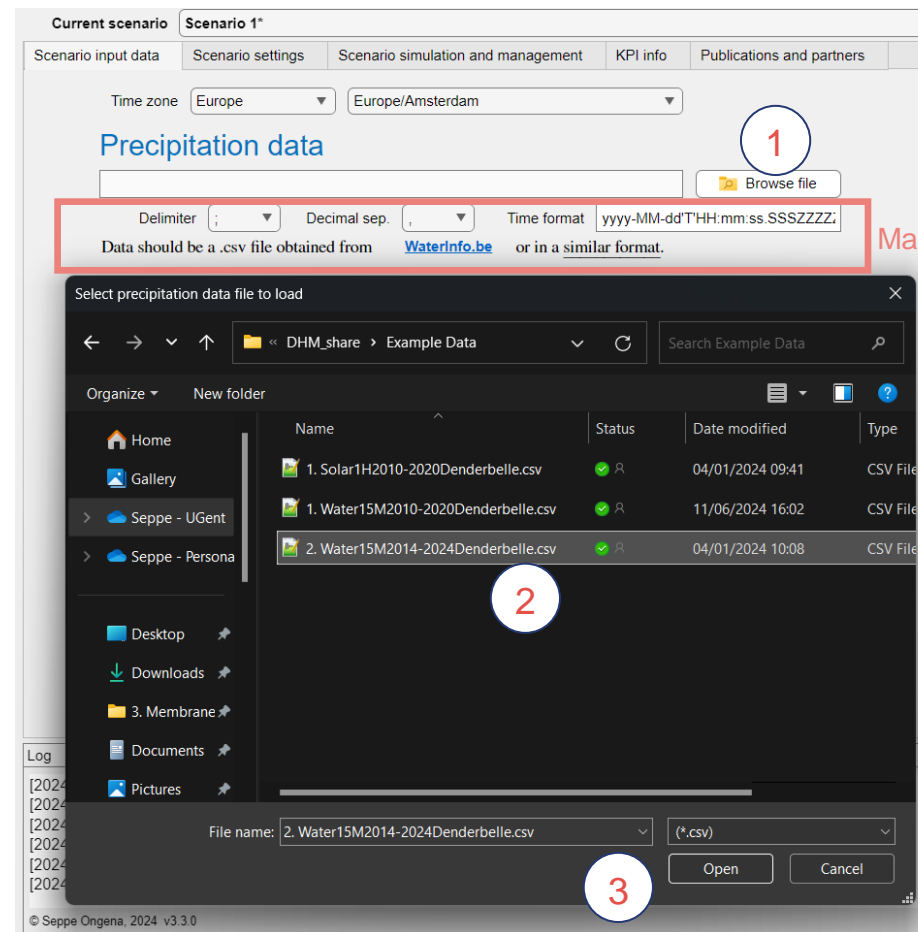 Current scenario Scenario 1*
Scenario input data Scenario settings Scenario simulation and management KPI info Publications and partners
Time zone Europe Europe/Amsterdam
1
Precipitation data
Browse file
Delimiter ; Decimal sep. , Time format yyyy-MM-dd'T'HH:mm:ss.SSSZZZZZ
Data should be a .csv file obtained from WaterInfo.be or in a similar format.
Ma
Select precipitation data file to load
« DHM_share > Example Data Search Example Data
Organize New folder
Name Status Date modified Type
Home
1. Solar1H2010-2020Denderbelle.csv 04/01/2024 09:41 CSV File
Gallery
Seppe - UGent
1. Water15M2010-2020Denderbelle.csv 11/06/2024 16:02 CSV File
Seppe - Persona
2. Water15M2014-2024Denderbelle.csv 04/01/2024 10:08 CSV File
2
Desktop
Downloads
3. Membrane
Documents
Pictures
Log
[2024
[2024
[2024
[2024
[2024
[2024
File name: 2. Water15M2014-2024Denderbelle.csv (*.csv)
3
Open Cancel
© Seppe Ongena, 2024 v3.3.0